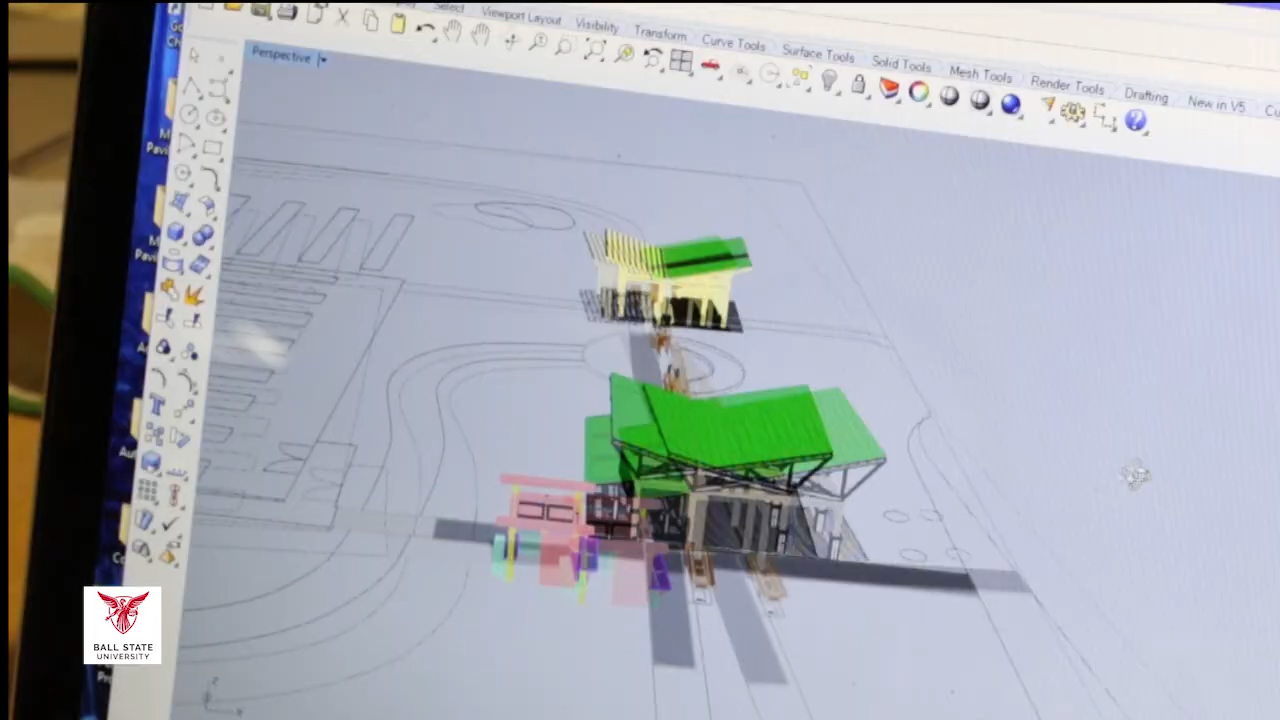 Select
Viewport Layout
Visibility
Transform
Curve Tools
Surface Tools
Solid Tools
Mesh Tools
Render Tools
Drafting
New in V5
Perspective
BALL STATE
UNIVERSITY